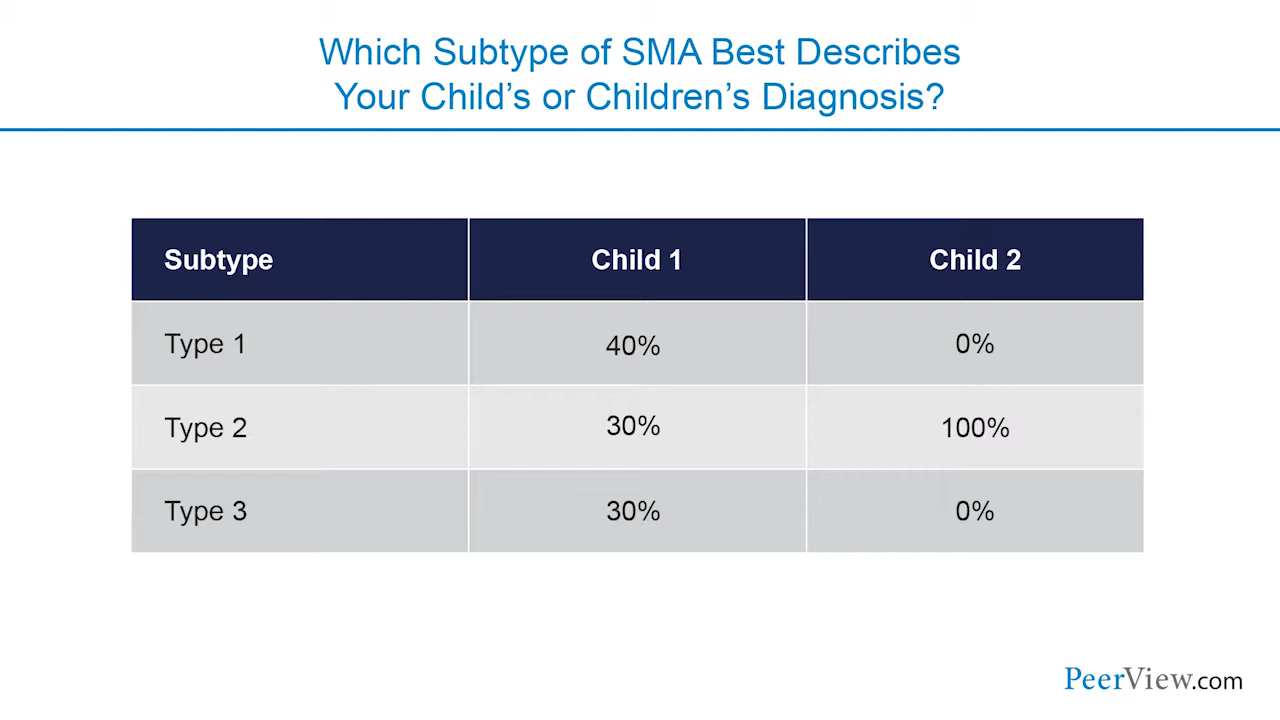 Which Subtype of SMA Best Describes
Your Child’s or Children’s Diagnosis?
Subtype Child 1 Child 2
Type 1 40% 0%
Type 2 30% 100%
Type 3 30% 0%
PeerView.com